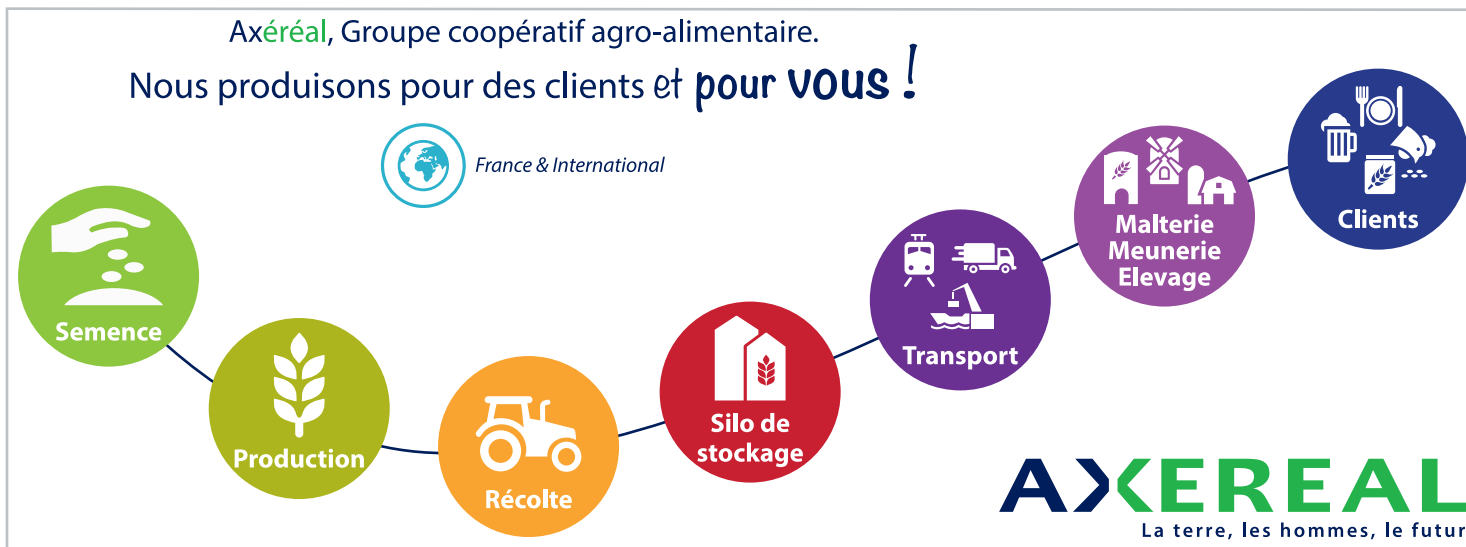 Axéréal, Groupe coopératif agro-alimentaire.
Nous produisons pour des clients et pour vous !
France & International
Semence
Production
Récolte
Silo de
stockage
Transport
Malterie
Meunerie
Elevage
Clients
AXEREAL
La terre, les hommes, le futur